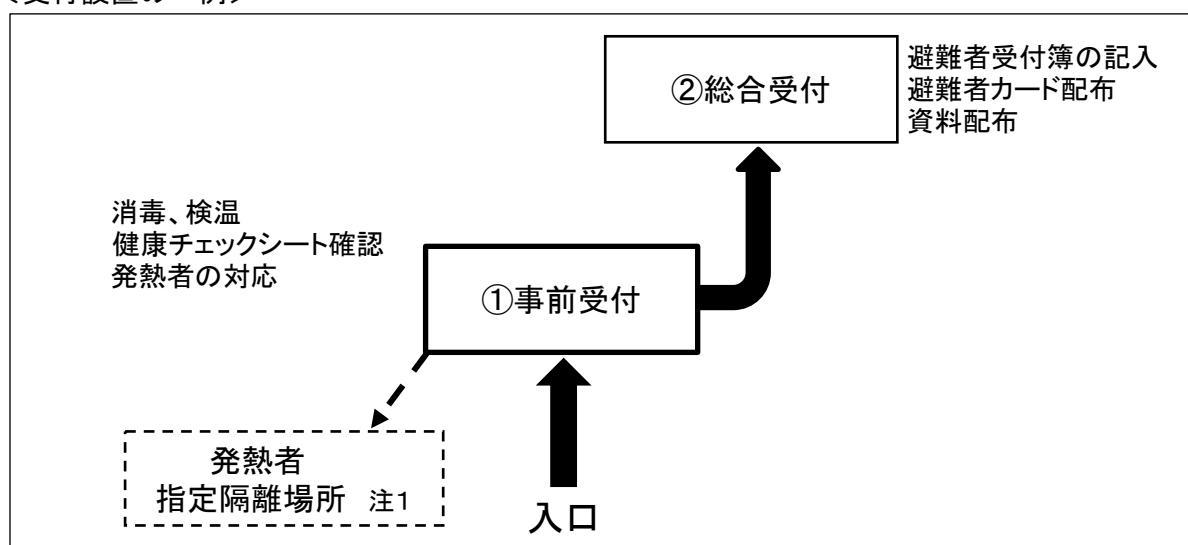 ②総合受付
避難者受付簿の記入
避難者カード配布
資料配布
消毒、検温
健康チェックシート確認
発熱者の対応
①事前受付
発熱者
指定隔離場所 注1
入口